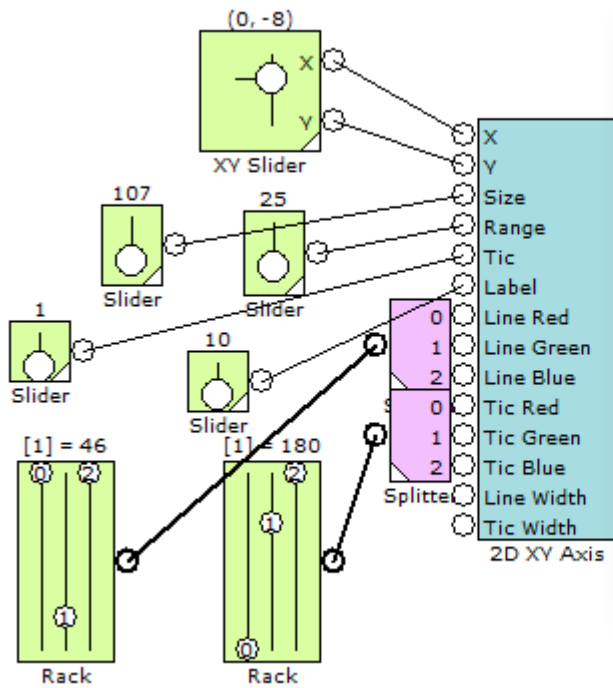 (0, -8)
X
Y
XY Slider
107
Slider
25
Slider
1
Slider
10
Slider
[1] = 46
0
2
1
Rack
[1] = 180
2
1
0
Rack
0
1
2
0
1
2
Splitter
X
Y
Size
Range
Tic
Label
Line Red
Line Green
Line Blue
Tic Red
Tic Green
Tic Blue
Line Width
Tic Width
2D XY Axis